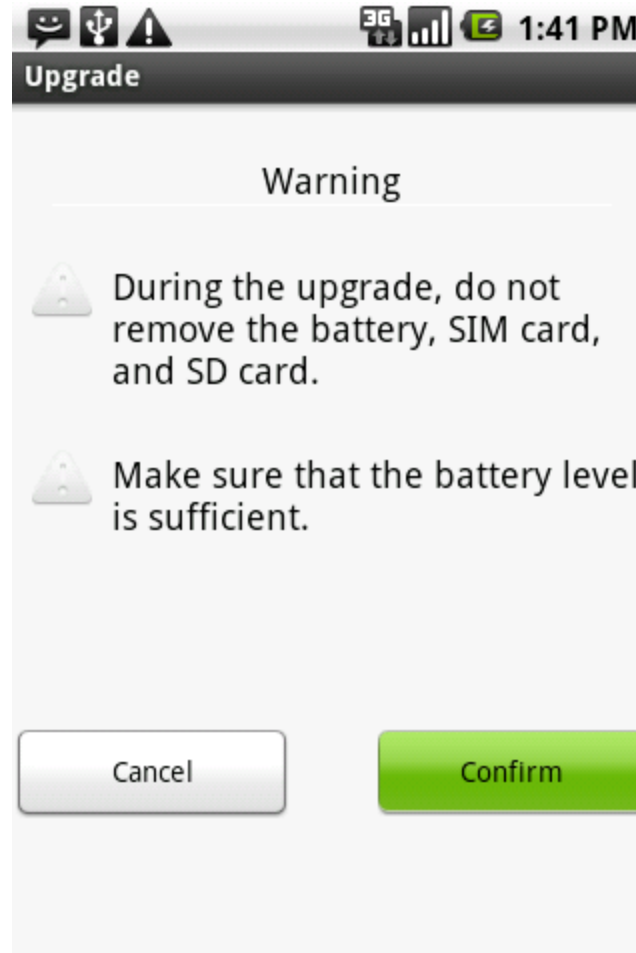 3G 1:41 PM
Upgrade
Warning
During the upgrade, do not
remove the battery, SIM card,
and SD card.
Make sure that the battery level
is sufficient.
Cancel Confirm